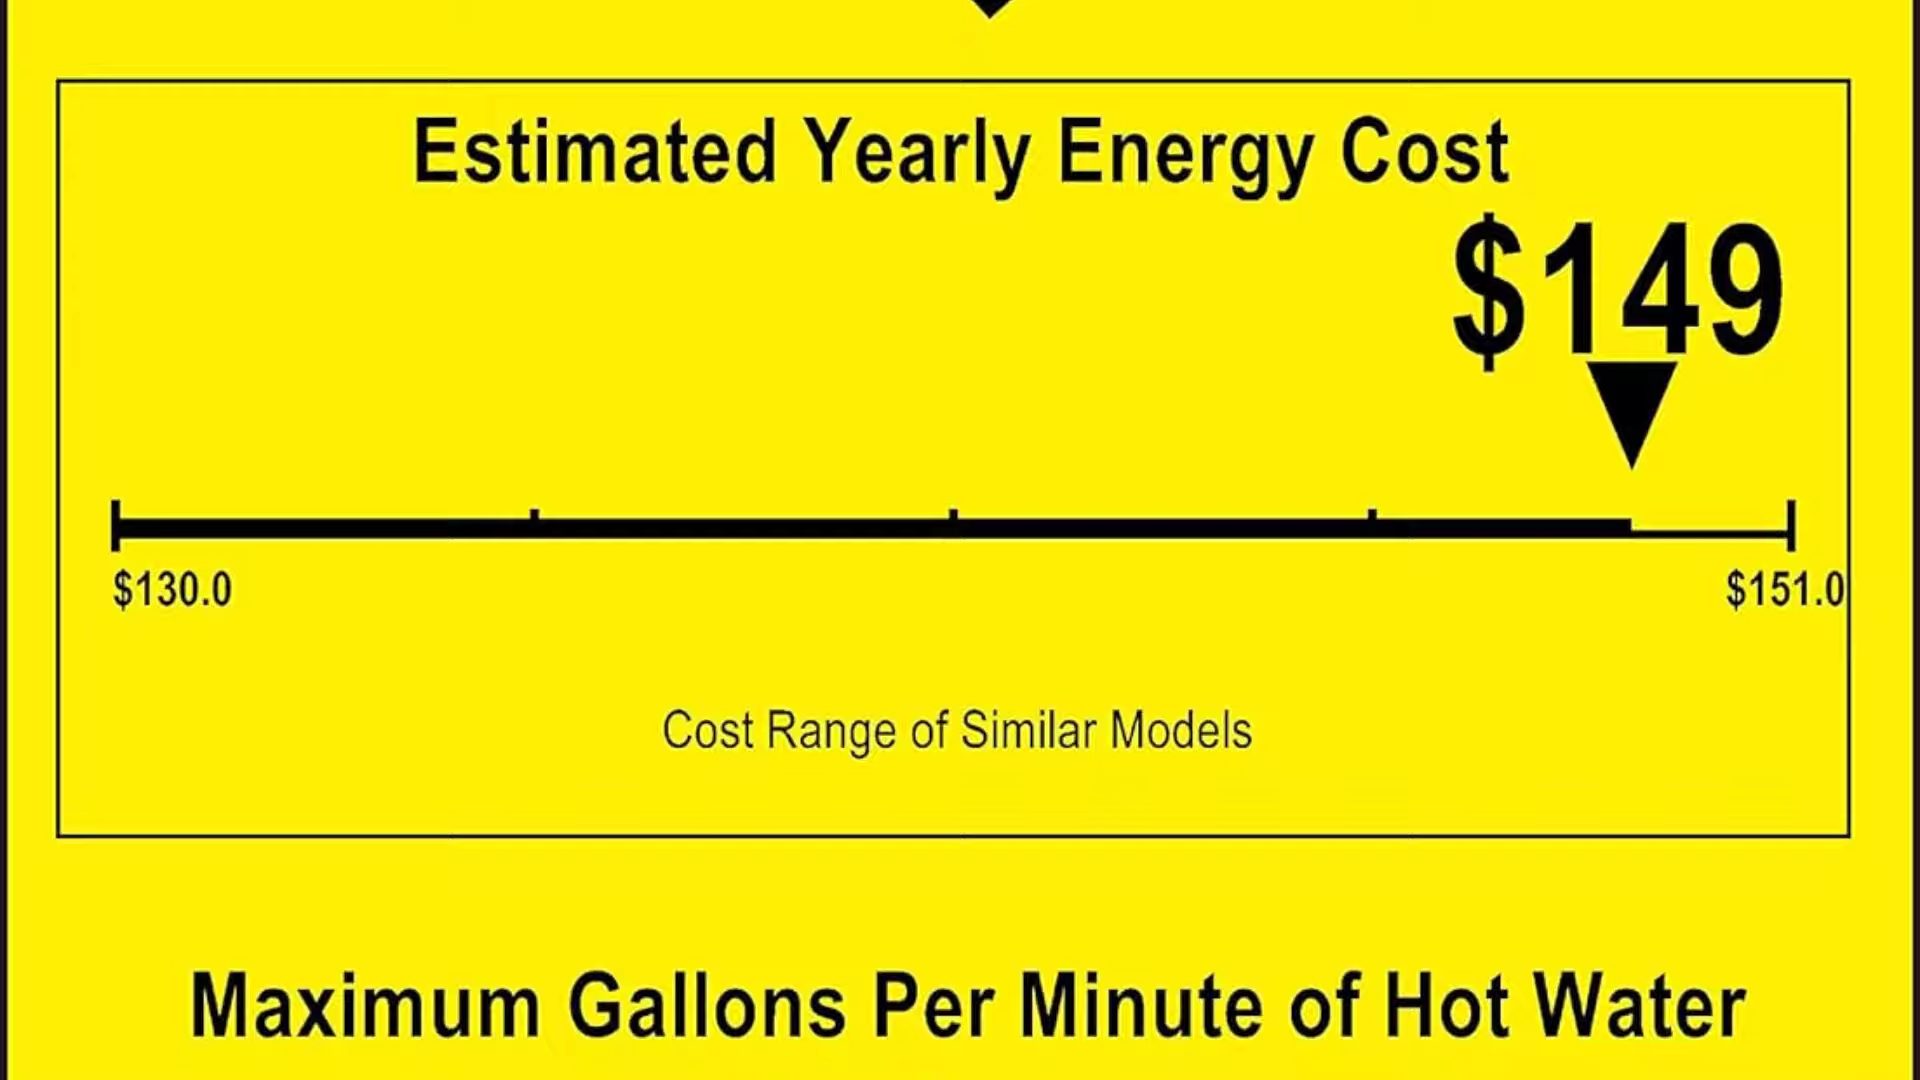 Estimated Yearly Energy Cost
$149
$130.0
$151.0
Cost Range of Similar Models
Maximum Gallons Per Minute of Hot Water